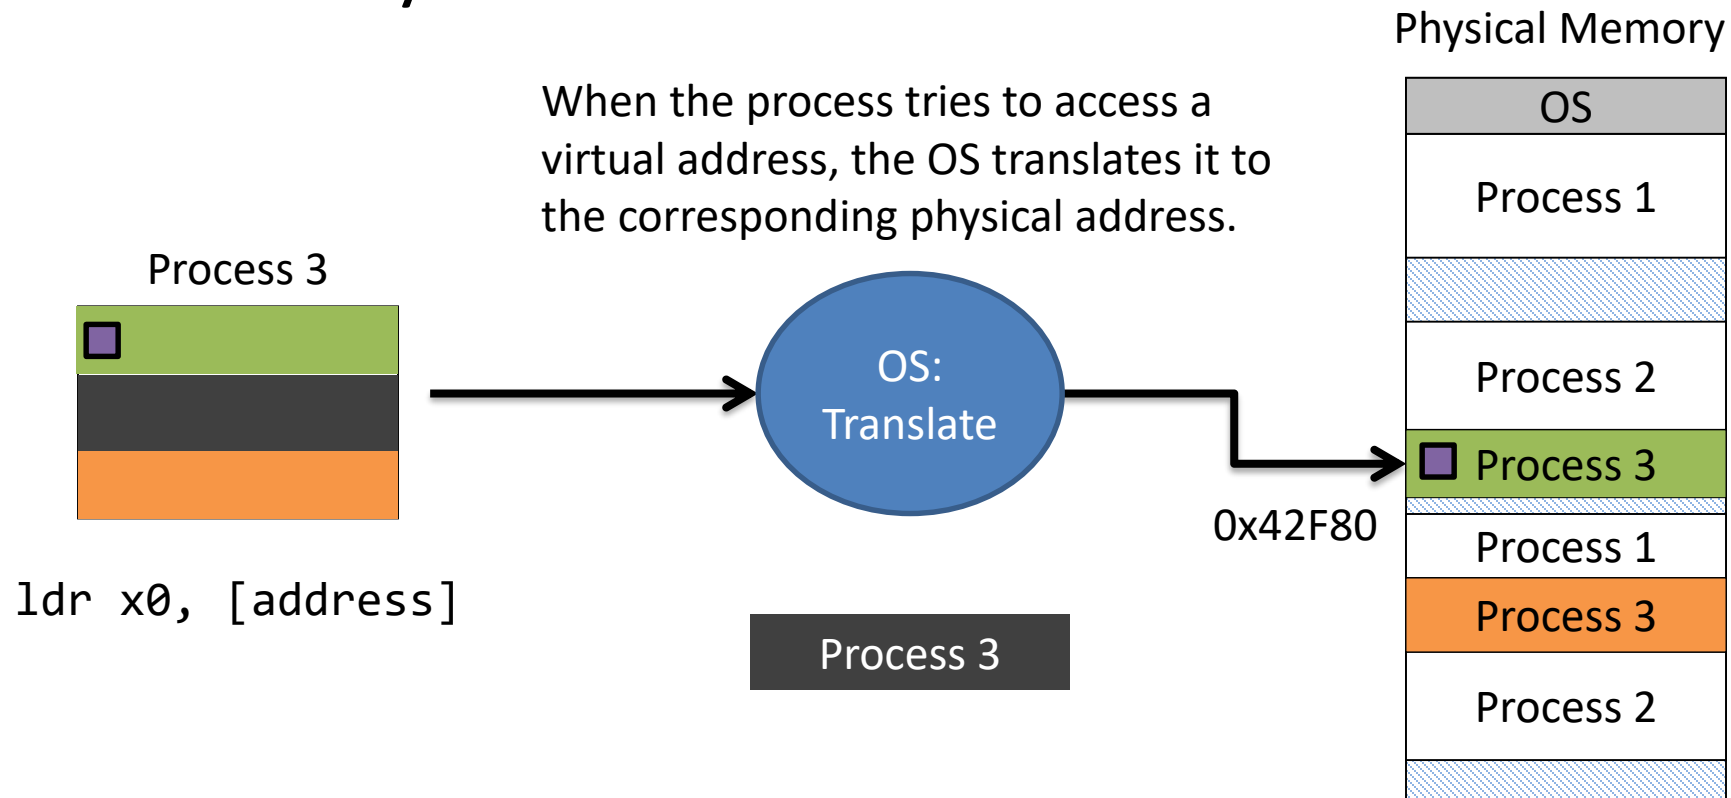 Physical Memory
When the process tries to access a
virtual address, the OS translates it to
the corresponding physical address.
Process 3
ldr x0, [address]
OS:
Translate
Process 3
0x42F80
OS
Process 1
Process 2
Process 3
Process 1
Process 3
Process 2